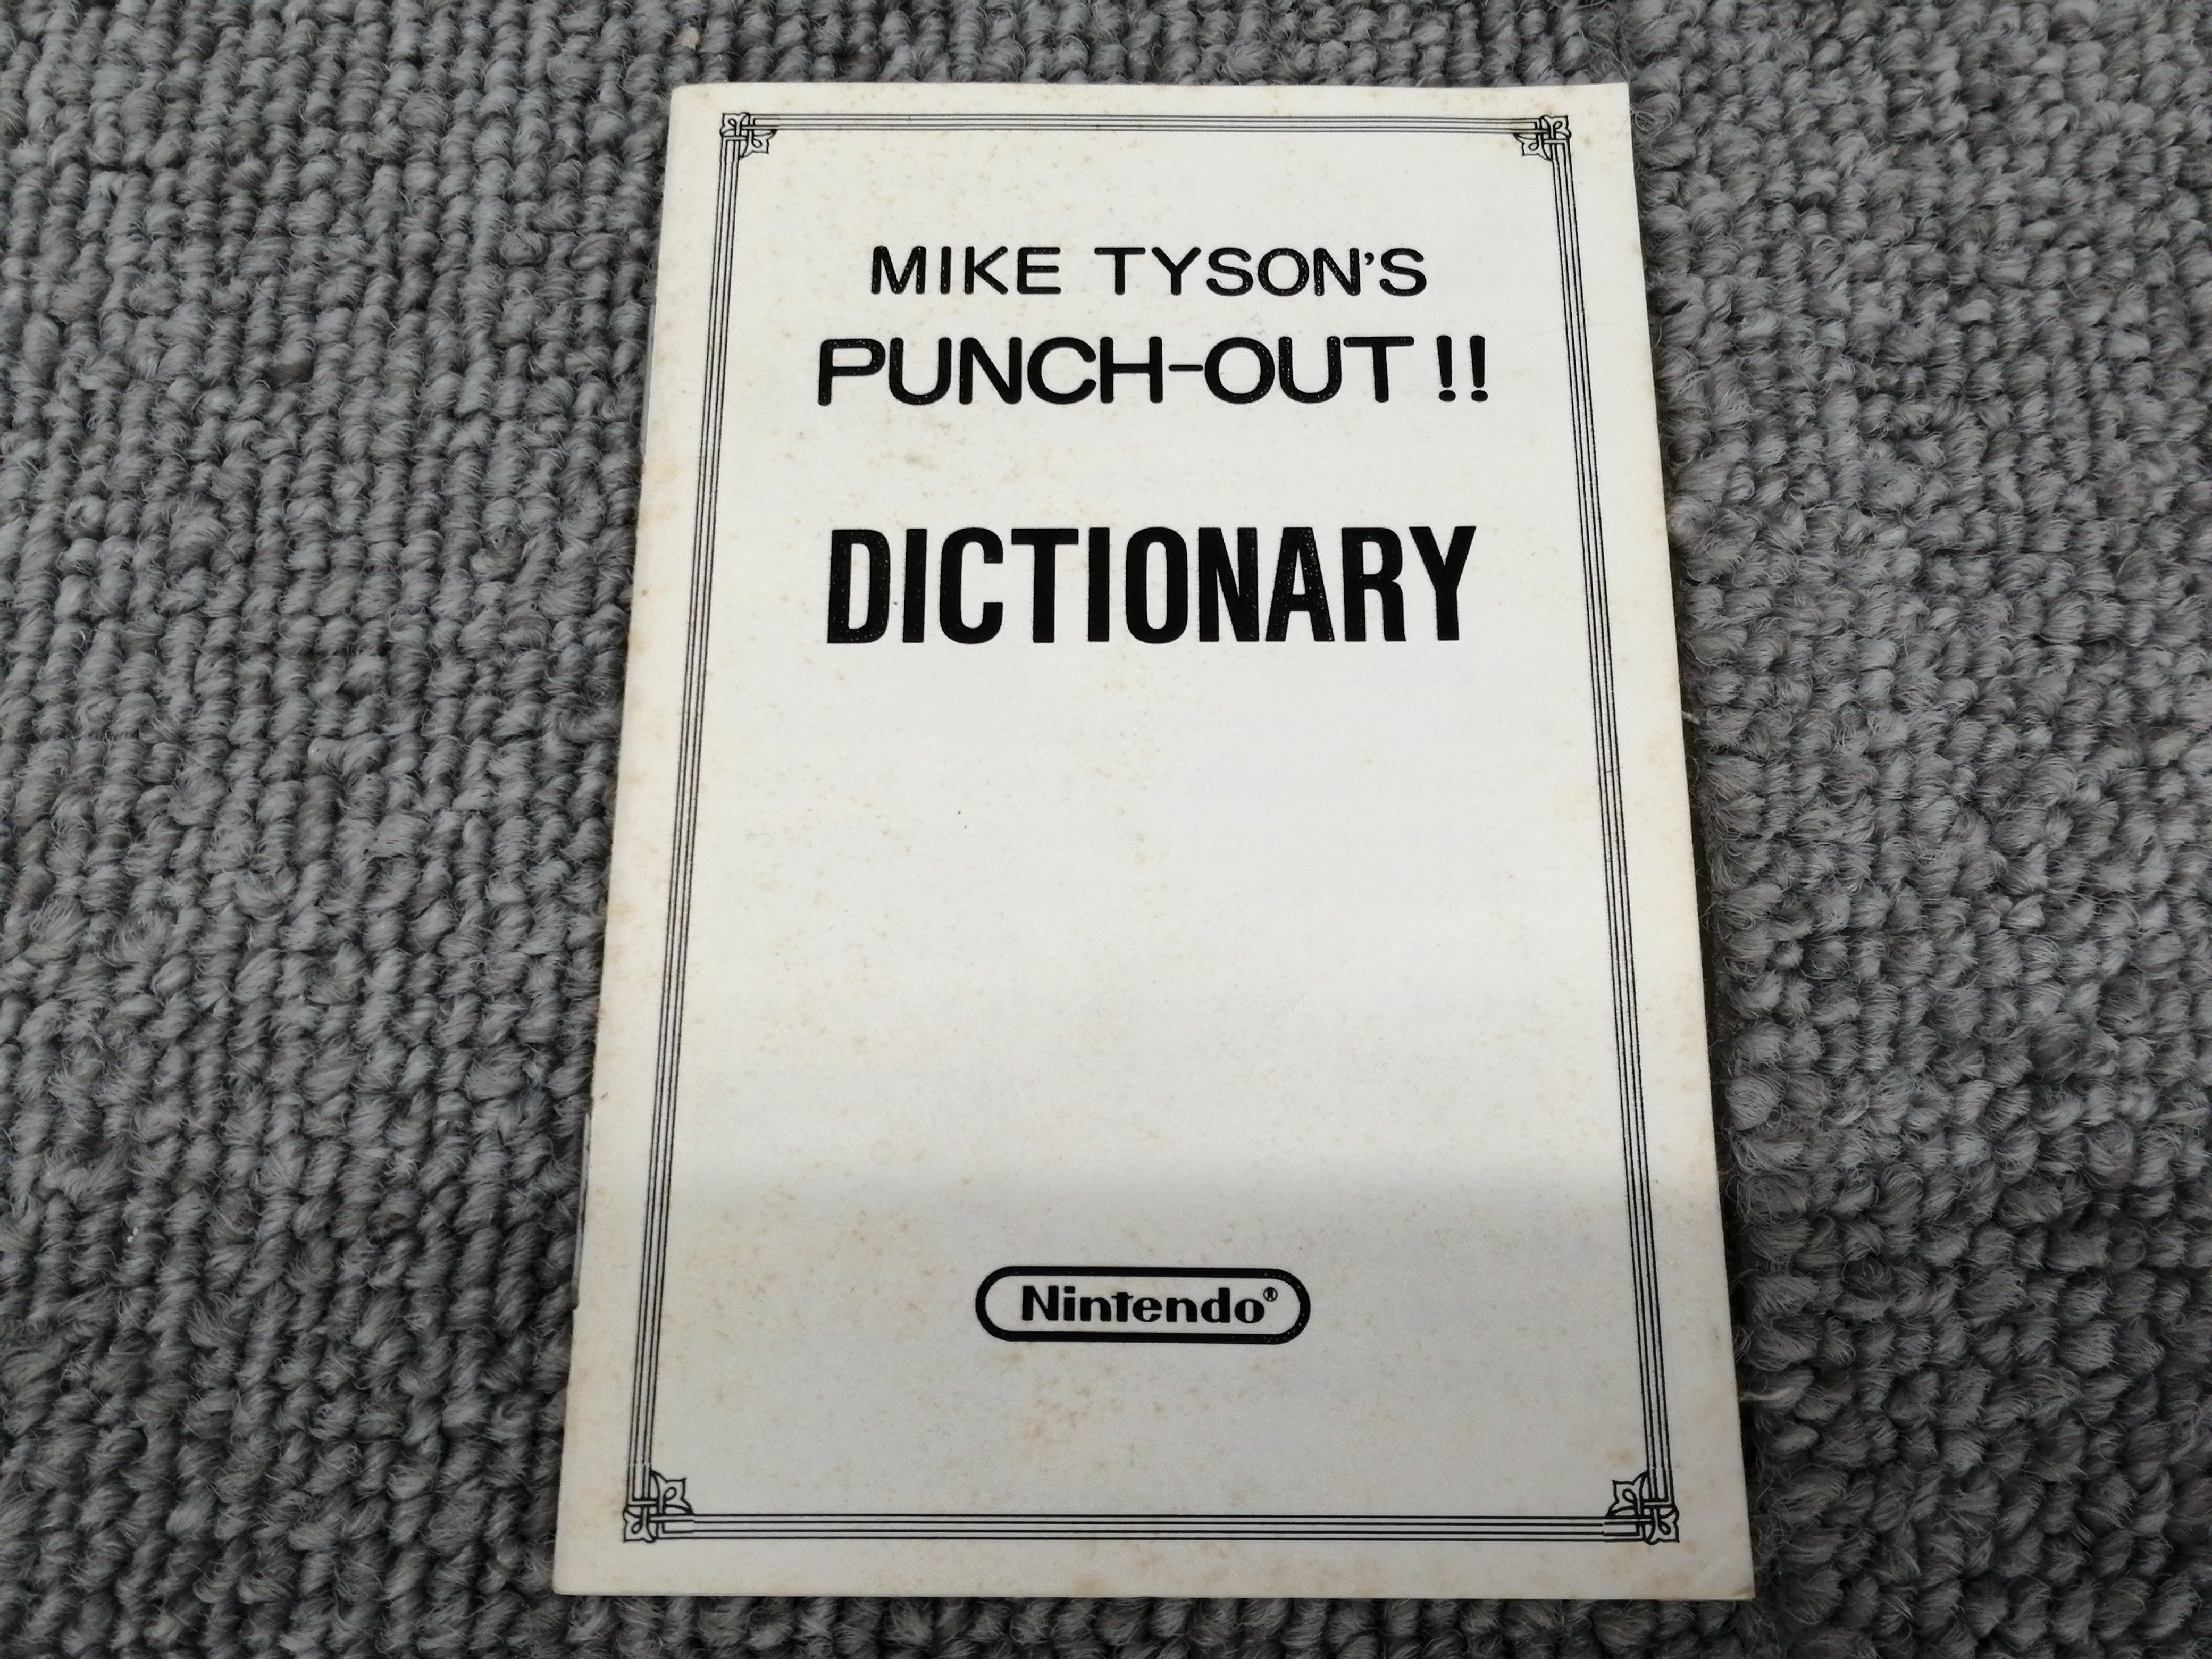 MIKE TYSON'S
PUNCH-OUT!!
DICTIONARY
Nintendo®